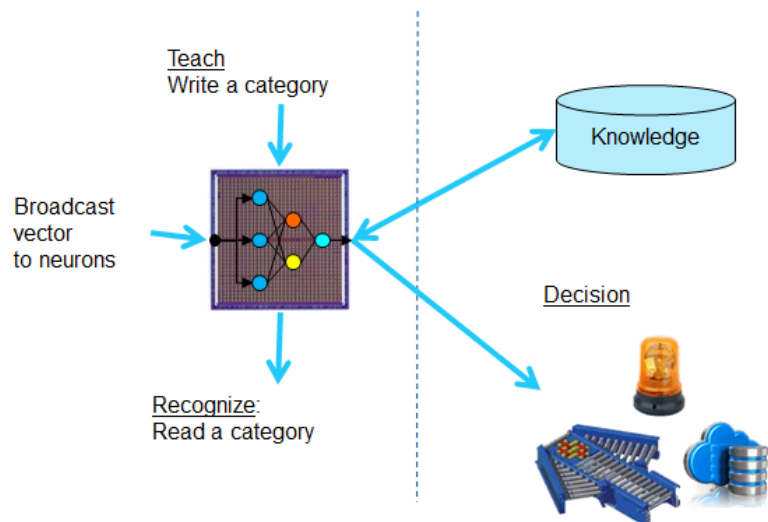 Teach
Write a category
Knowledge
Broadcast
vector
to neurons
Decision
Recognize:
Read a category